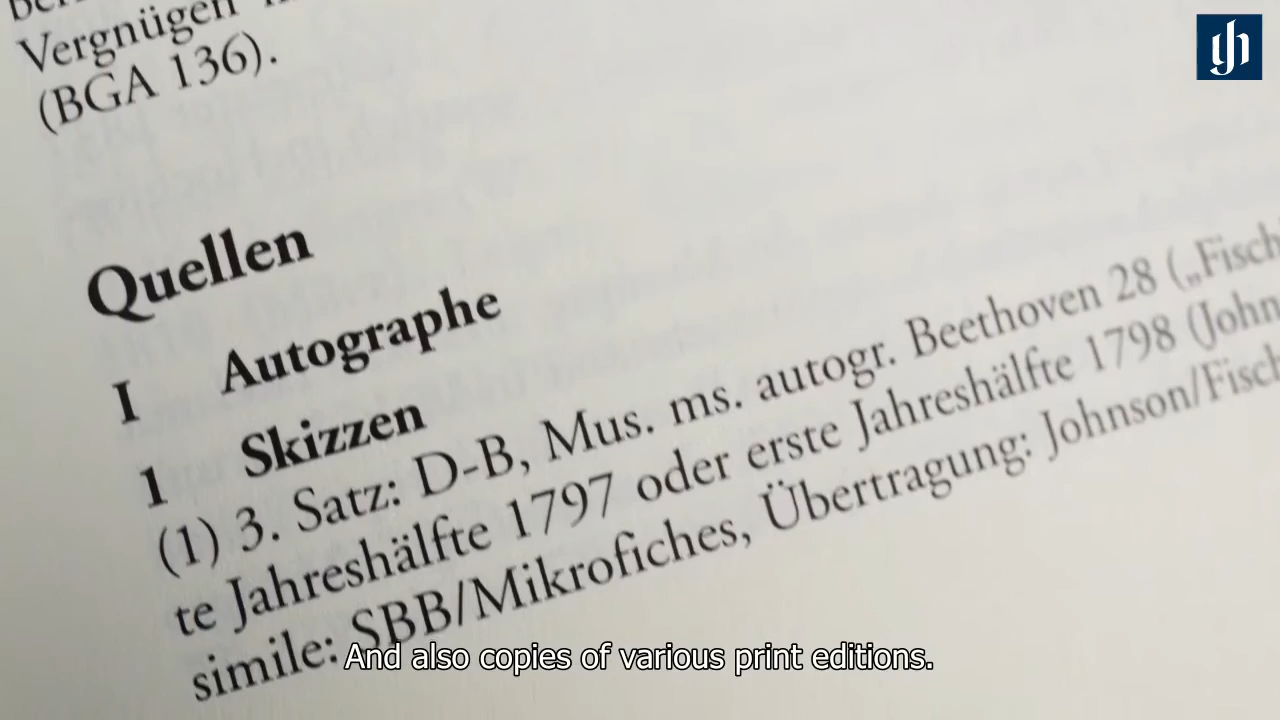 Vergnügen
(BGA 136).
Quellen
I Autographe
1 Skizzen
(1) 3. Satz: D-B, Mus. ms. autogr. Beethoven 28 („Fisch
te Jahreshälfte 1797 oder erste Jahreshälfte 1798 (John
simile: SBB/Mikrofiches, Übertragung: Johnson/Fisch
And also copies of various print editions.